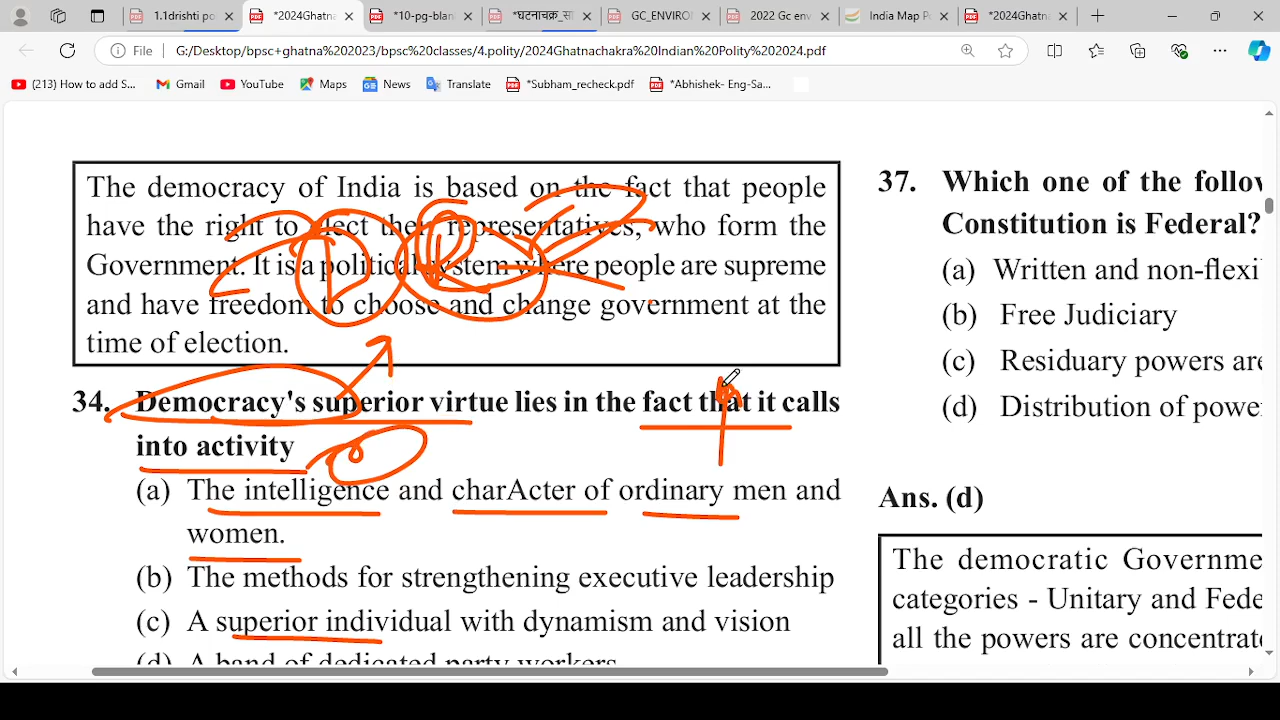 1.1drishti po
*2024Ghatna
*10-pg-blan
*घटनाचक्र_सा
GC_ENVIRO
2022 Gc env
India Map P
*2024Ghatn
File
G:/Desktop/bpsc+ghatna%202023/bpsc%20classes/4.polity/2024Ghatnachakra%20Indian%20Polity%202024.pdf
(213) How to add S...
Gmail
YouTube
Maps
News
Translate
*Subham_recheck.pdf
*Abhishek- Eng-Sa...
The democracy of India is based on the fact that people
have the right to elect their representatives, who form the
Government. It is a political system where people are supreme
and have freedom to choose and change government at the
time of election.
34. Democracy's superior virtue lies in the fact that it calls
into activity
(a) The intelligence and charActer of ordinary men and
women.
(b) The methods for strengthening executive leadership
(c) A superior individual with dynamism and vision
(d) A band of dedicated party workers
37. Which one of the follow
Constitution is Federal?
(a) Written and non-flexi
(b) Free Judiciary
(c) Residuary powers are
(d) Distribution of powe
Ans. (d)
The democratic Governme
categories - Unitary and Fede
all the powers are concentrate